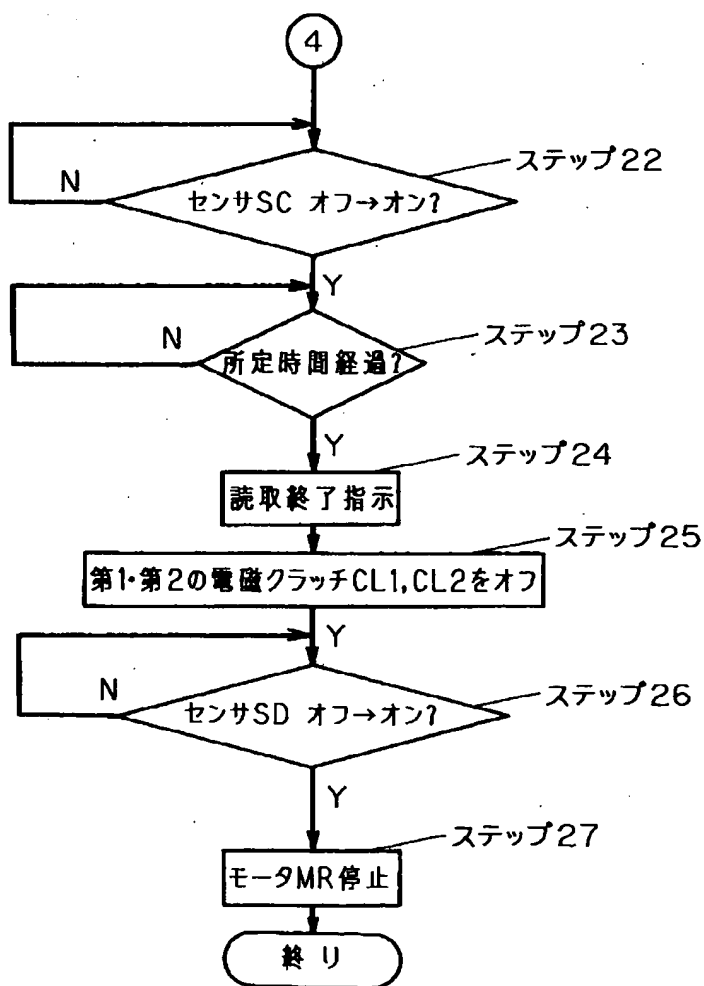 4
ステップ22
N
センサSC オフ→オン?
Y
ステップ23
N
所定時間経過?
Y
ステップ24
読取終了指示
ステップ25
第1・第2の電磁クラッチCL1,CL2をオフ
Y
N
ステップ26
センサSD オフ→オン?
Y
ステップ27
モータMR停止
終り